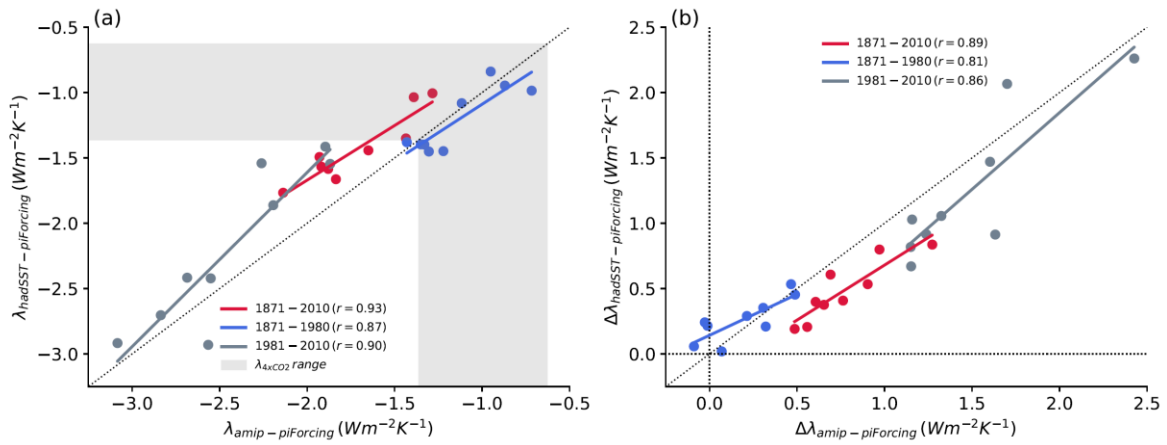 (a)
−0.5
−1.0
−1.5
−2.0
−2.5
−3.0
λhadSST−piForcing (Wm−2K−1)
1871−2010 (r = 0.93)
1871−1980 (r = 0.87)
1981−2010 (r = 0.90)
λ4xCO2 range
−3.0 −2.5 −2.0 −1.5 −1.0 −0.5
λamip−piForcing (Wm−2K−1)
(b)
2.5
2.0
1.5
1.0
0.5
0.0
Δλhadsst−piForcing (Wm−2K−1)
1871−2010 (r = 0.89)
1871−1980 (r = 0.81)
1981−2010 (r = 0.86)
0.0 0.5 1.0 1.5 2.0 2.5
Δλamip−piForcing (Wm−2K−1)